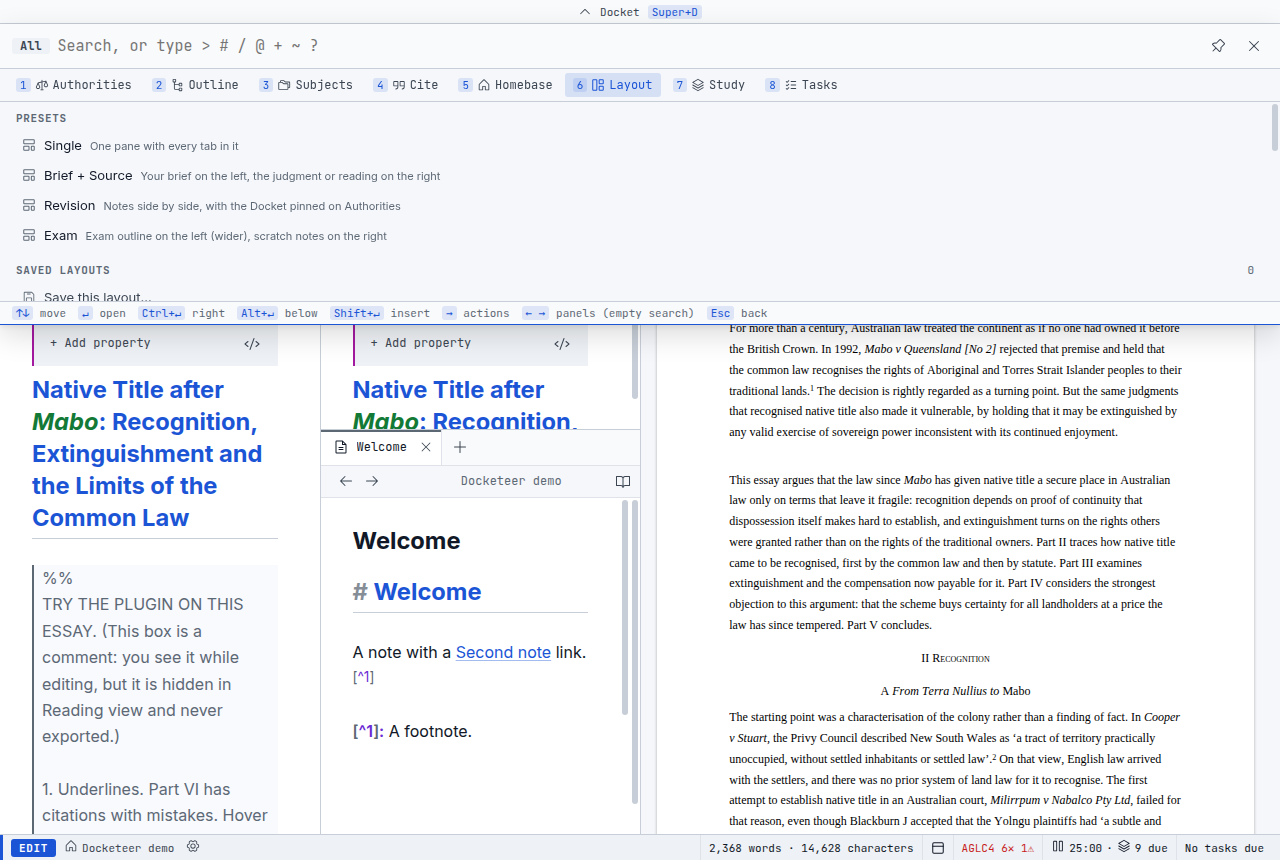 Docket Super+D
All Search, or type > # / @ + ~ ?
1 Authorities 2 Outline 3 Subjects 4 Cite 5 Homebase 6 Layout 7 Study 8 Tasks
PRESETS
Single One pane with every tab in it
Brief + Source Your brief on the left, the judgment or reading on the right
Revision Notes side by side, with the Docket pinned on Authorities
Exam Exam outline on the left (wider), scratch notes on the right
SAVED LAYOUTS 0
Save this layout...
↑↓ move ↵ open Ctrl+↵ right Alt+↵ below Shift+↵ insert → actions ← → panels (empty search) Esc back
+ Add property </>
Native Title after
Mabo: Recognition,
Extinguishment and
the Limits of the
Common Law
%%
TRY THE PLUGIN ON THIS
ESSAY. (This box is a
comment: you see it while
editing, but it is hidden in
Reading view and never
exported.)
1. Underlines. Part VI has
citations with mistakes. Hover
+ Add property </>
Native Title after
Mabo: Recognition,
Welcome
Docketeer demo
Welcome
# Welcome
A note with a Second note link.
[^1]
[^1]: A footnote.
For more than a century, Australian law treated the continent as if no one had owned it before
the British Crown. In 1992, Mabo v Queensland [No 2] rejected that premise and held that
the common law recognises the rights of Aboriginal and Torres Strait Islander peoples to their
traditional lands.1 The decision is rightly regarded as a turning point. But the same judgments
that recognised native title also made it vulnerable, by holding that it may be extinguished by
any valid exercise of sovereign power inconsistent with its continued enjoyment.
This essay argues that the law since Mabo has given native title a secure place in Australian
law only on terms that leave it fragile: recognition depends on proof of continuity that
dispossession itself makes hard to establish, and extinguishment turns on the rights others
were granted rather than on the rights of the traditional owners. Part II traces how native title
came to be recognised, first by the common law and then by statute. Part III examines
extinguishment and the compensation now payable for it. Part IV considers the strongest
objection to this argument: that the scheme buys certainty for all landholders at a price the
law has since tempered. Part V concludes.
II Recognition
A From Terra Nullius to Mabo
The starting point was a characterisation of the colony rather than a finding of fact. In Cooper
v Stuart, the Privy Council described New South Wales as ‘a tract of territory practically
unoccupied, without settled inhabitants or settled law’.2 On that view, English law arrived
with the settlers, and there was no prior system of land law for it to recognise. The first
attempt to establish native title in an Australian court, Milirrpum v Nabalco Pty Ltd, failed for
that reason, even though Blackburn J accepted that the Yolngu plaintiffs had ‘a subtle and
EDIT Docketeer demo 2,368 words · 14,628 characters AGLC4 6× 1⚠ 25:00 · 9 due No tasks due